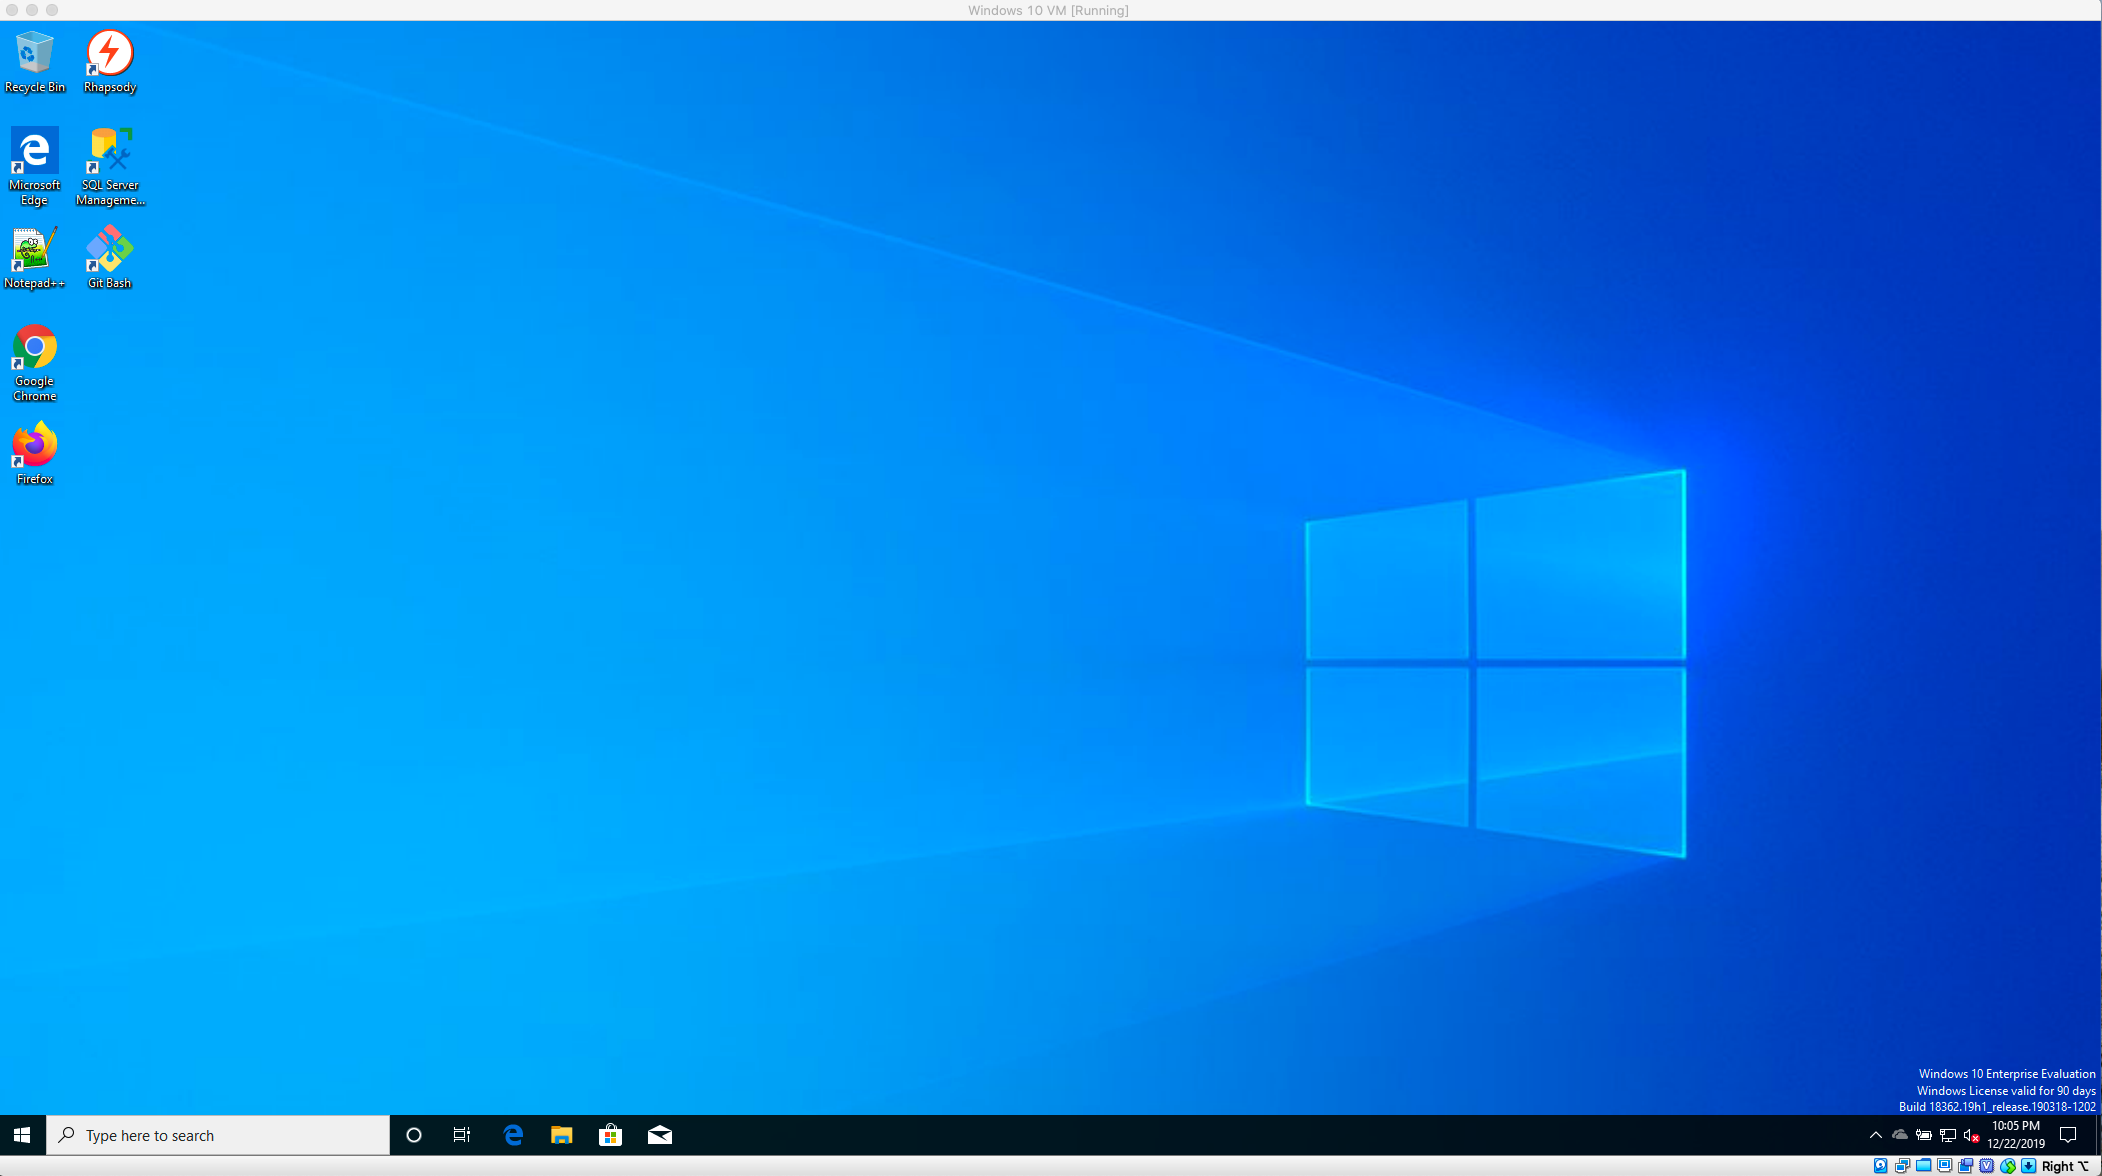 Windows 10 VM [Running]
Recycle Bin
Rhapsody
Microsoft
Edge
SQL Server
Manageme...
Notepad++
Git Bash
Google
Chrome
Firefox
Windows 10 Enterprise Evaluation
Windows License valid for 90 days
Build 18362.19h1_release.190318-1202
Type here to search
10:05 PM
12/22/2019
Right ⌥